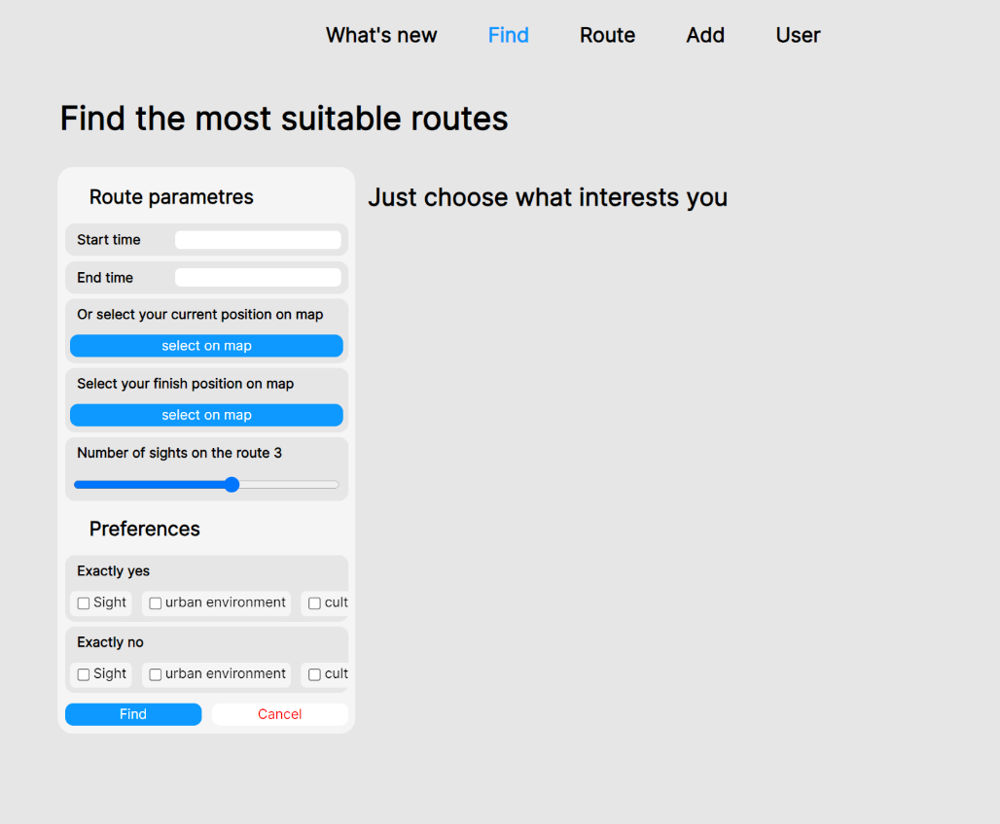 What's new Find Route Add User
Find the most suitable routes
Route parametres
Just choose what interests you
Start time
End time
Or select your current position on map
select on map
Select your finish position on map
select on map
Number of sights on the route 3
Preferences
Exactly yes
Sight urban environment cult
Exactly no
Sight urban environment cult
Find Cancel